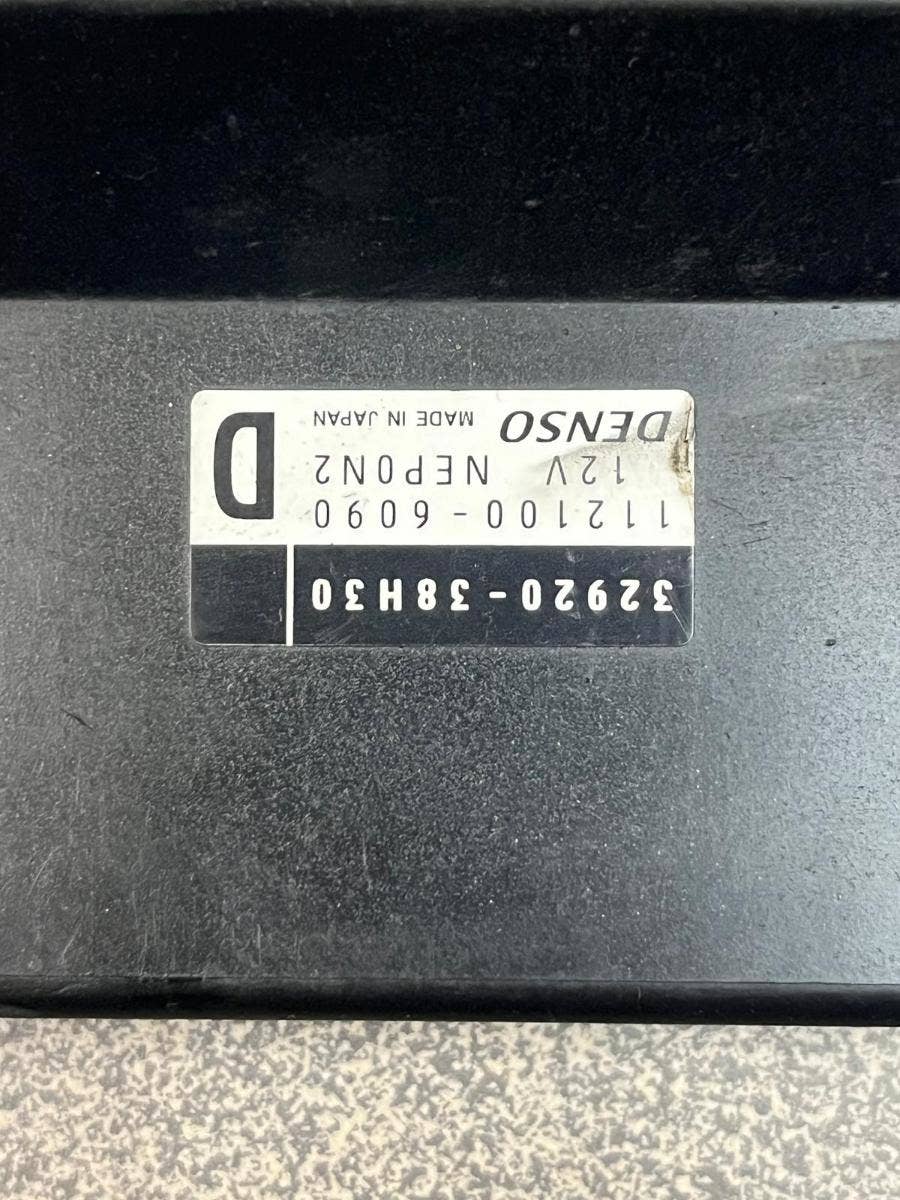 32920-38H30
112100-6090
12V NEP0N2
DENSO MADE IN JAPAN
D